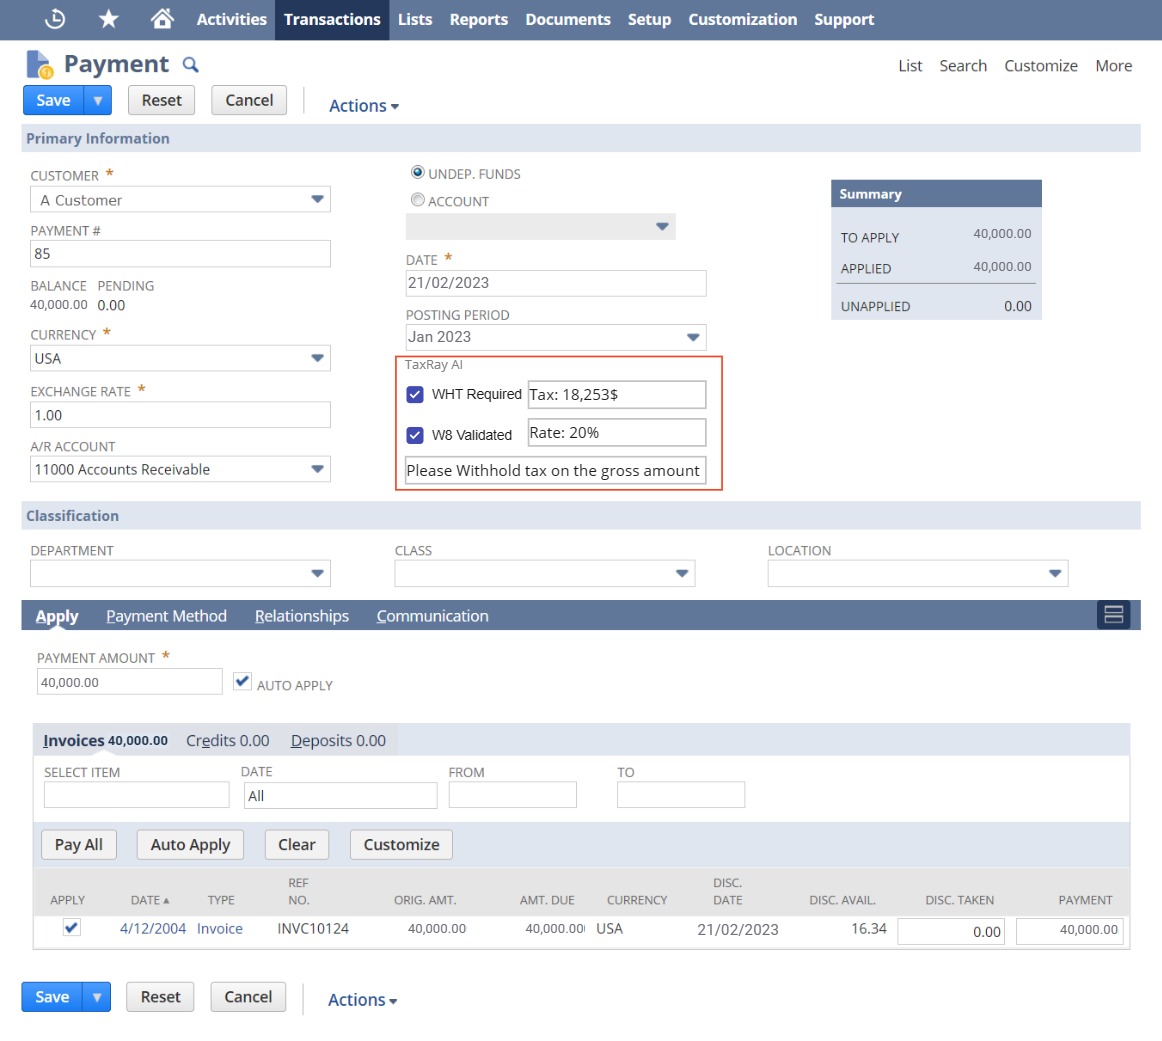 Activities Transactions Lists Reports Documents Setup Customization Support
Payment
List Search Customize More
Save Reset Cancel Actions
Primary Information
CUSTOMER *
A Customer
PAYMENT #
85
BALANCE PENDING
40,000.00 0.00
CURRENCY *
USA
EXCHANGE RATE *
1.00
A/R ACCOUNT
11000 Accounts Receivable
UNDEP. FUNDS
ACCOUNT
DATE *
21/02/2023
POSTING PERIOD
Jan 2023
TaxRay AI
WHT Required Tax: 18,253$
W8 Validated Rate: 20%
Please Withhold tax on the gross amount
Summary
TO APPLY 40,000.00
APPLIED 40,000.00
UNAPPLIED 0.00
Classification
DEPARTMENT CLASS LOCATION
Apply Payment Method Relationships Communication
PAYMENT AMOUNT *
40,000.00 AUTO APPLY
Invoices 40,000.00 Credits 0.00 Deposits 0.00
SELECT ITEM DATE FROM TO
All
Pay All Auto Apply Clear Customize
APPLY DATE TYPE REF NO. ORIG. AMT. AMT. DUE CURRENCY DISC. DATE DISC. AVAIL. DISC. TAKEN PAYMENT
4/12/2004 Invoice INVC10124 40,000.00 40,000.00 USA 21/02/2023 16.34 0.00 40,000.00
Save Reset Cancel Actions